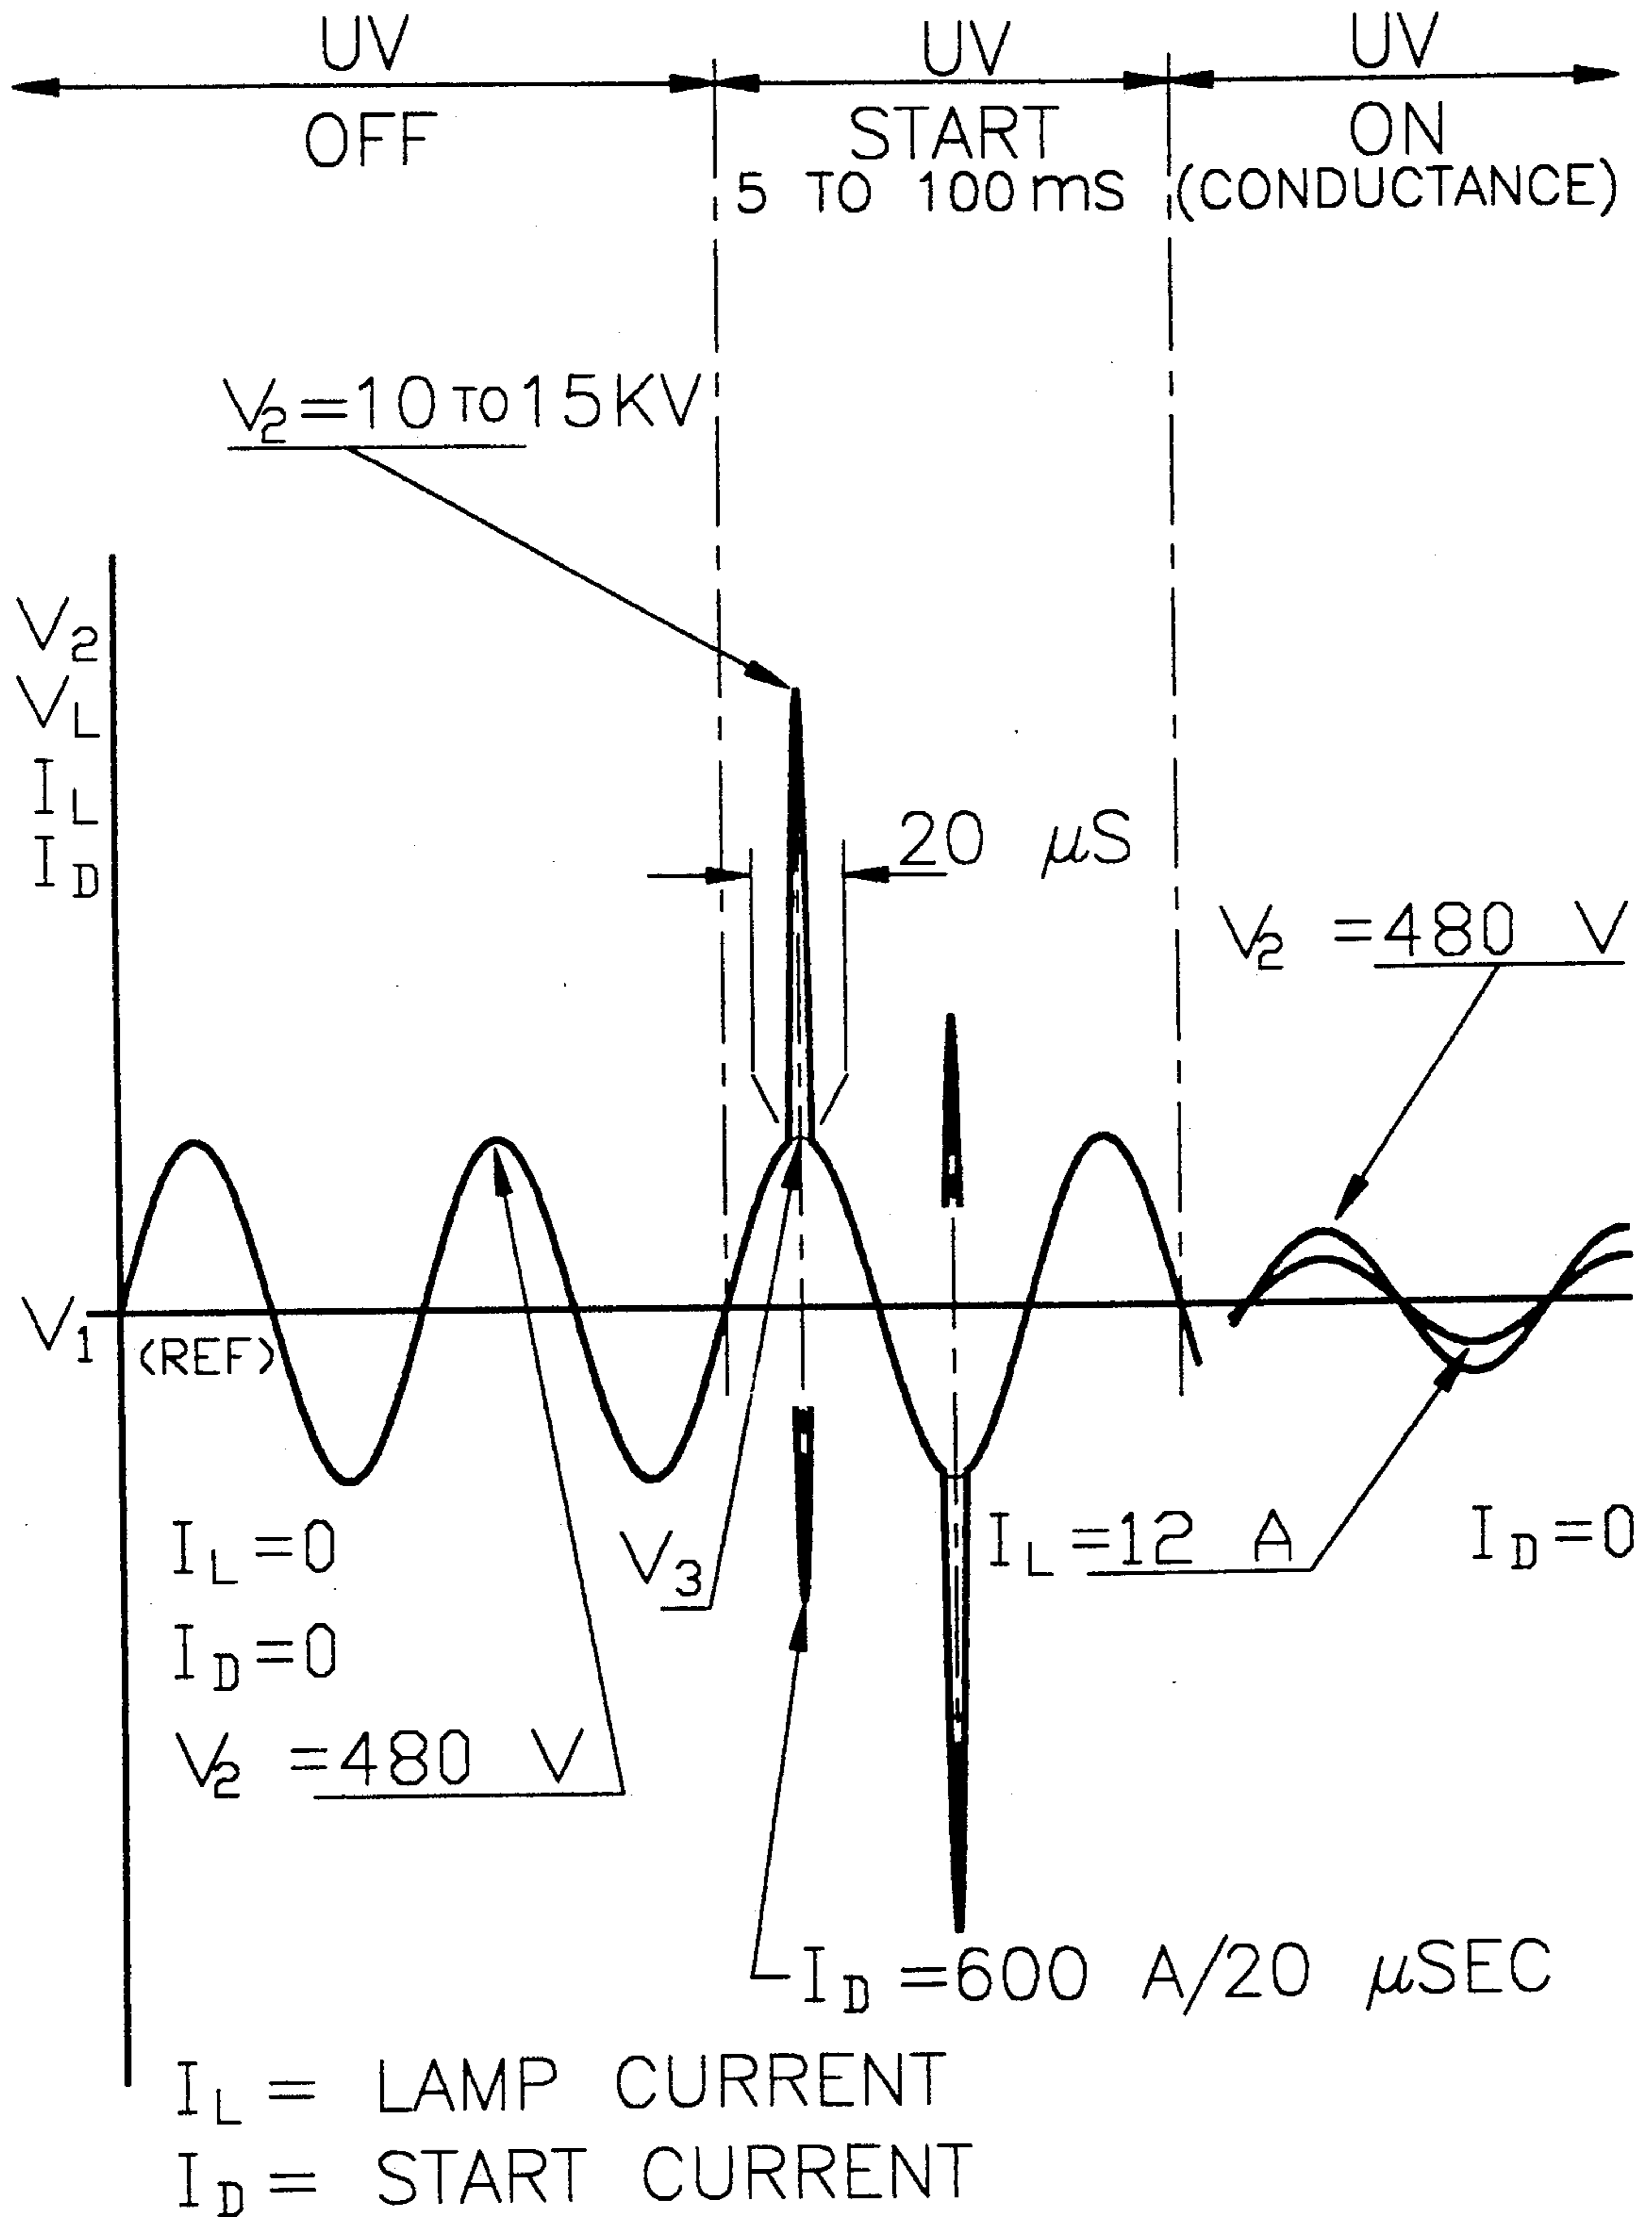 UV
OFF
UV
START
5 TO 100 mS
UV
ON
(CONDUCTANCE)
V2=10 TO 15KV
V2
VL
IL
ID
20 μS
V2 =480 V
V1
(REF)
IL=0
ID=0
V2 =480 V
V3
IL=12 A
ID=0
ID=600 A/20 μSEC
IL= LAMP CURRENT
ID= START CURRENT